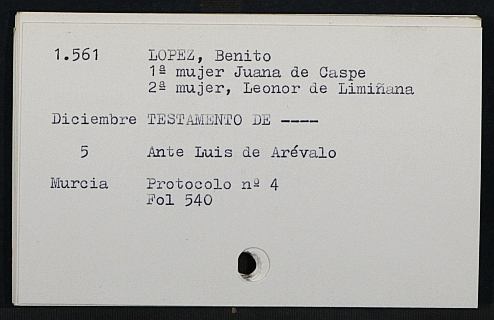 1.561 LOPEZ, Benito
1ª mujer Juana de Caspe
2ª mujer, Leonor de Limiñana
Diciembre TESTAMENTO DE ----
5 Ante Luis de Arévalo
Murcia Protocolo nº 4
Fol 540